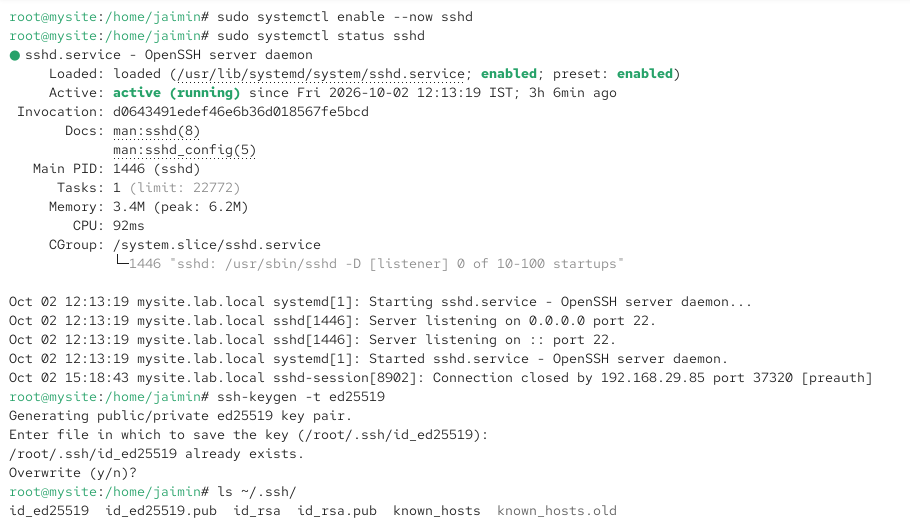 root@mysite:/home/jaimin# sudo systemctl enable --now sshd
root@mysite:/home/jaimin# sudo systemctl status sshd
● sshd.service - OpenSSH server daemon
     Loaded: loaded (/usr/lib/systemd/system/sshd.service; enabled; preset: enabled)
     Active: active (running) since Fri 2026-10-02 12:13:19 IST; 3h 6min ago
 Invocation: d0643491edef46e6b36d018567fe5bcd
       Docs: man:sshd(8)
             man:sshd_config(5)
   Main PID: 1446 (sshd)
      Tasks: 1 (limit: 22772)
     Memory: 3.4M (peak: 6.2M)
        CPU: 92ms
     CGroup: /system.slice/sshd.service
             └─1446 "sshd: /usr/sbin/sshd -D [listener] 0 of 10-100 startups"

Oct 02 12:13:19 mysite.lab.local systemd[1]: Starting sshd.service - OpenSSH server daemon...
Oct 02 12:13:19 mysite.lab.local sshd[1446]: Server listening on 0.0.0.0 port 22.
Oct 02 12:13:19 mysite.lab.local sshd[1446]: Server listening on :: port 22.
Oct 02 12:13:19 mysite.lab.local systemd[1]: Started sshd.service - OpenSSH server daemon.
Oct 02 15:18:43 mysite.lab.local sshd-session[8902]: Connection closed by 192.168.29.85 port 37320 [preauth]
root@mysite:/home/jaimin# ssh-keygen -t ed25519
Generating public/private ed25519 key pair.
Enter file in which to save the key (/root/.ssh/id_ed25519):
/root/.ssh/id_ed25519 already exists.
Overwrite (y/n)?
root@mysite:/home/jaimin# ls ~/.ssh/
id_ed25519  id_ed25519.pub  id_rsa  id_rsa.pub  known_hosts  known_hosts.old